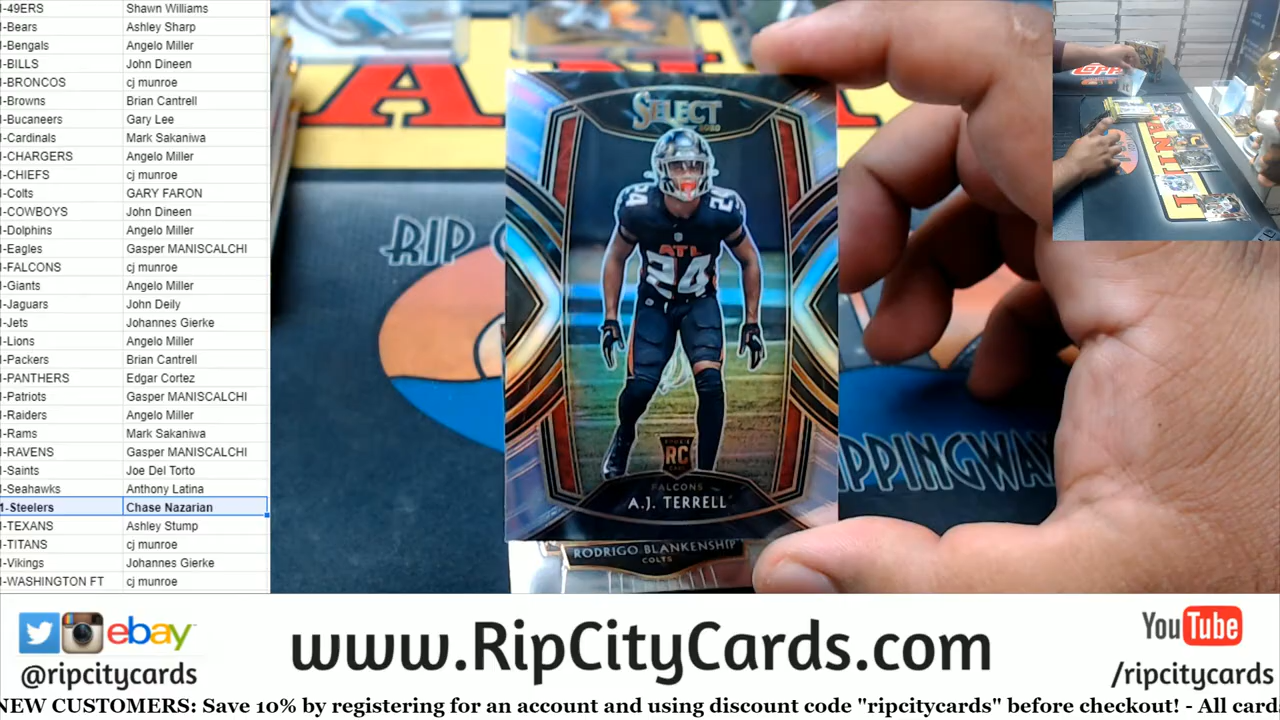 1-49ERS Shawn Williams
1-Bears Ashley Sharp
1-Bengals Angelo Miller
1-BILLS John Dineen
1-BRONCOS cj munroe
1-Browns Brian Cantrell
1-Bucaneers Gary Lee
1-Cardinals Mark Sakaniwa
1-CHARGERS Angelo Miller
1-CHIEFS cj munroe
1-Colts GARY FARON
1-COWBOYS John Dineen
1-Dolphins Angelo Miller
1-Eagles Gasper MANISCALCHI
1-FALCONS cj munroe
1-Giants Angelo Miller
1-Jaguars John Deily
1-Jets Johannes Gierke
1-Lions Angelo Miller
1-Packers Brian Cantrell
1-PANTHERS Edgar Cortez
1-Patriots Gasper MANISCALCHI
1-Raiders Angelo Miller
1-Rams Mark Sakaniwa
1-RAVENS Gasper MANISCALCHI
1-Saints Joe Del Torto
1-Seahawks Anthony Latina
1-Steelers Chase Nazarian
1-TEXANS Ashley Stump
1-TITANS cj munroe
1-Vikings Johannes Gierke
1-WASHINGTON FT cj munroe
RIP
SELECT
2020
24
24
ATL
24
RC
FALCONS
A.J. TERRELL
RODRIGO BLANKENSHIP
COLTS
PPINGWA
ebay
@ripcitycards
www.RipCityCards.com
YouTube
/ripcitycards
NEW CUSTOMERS: Save 10% by registering for an account and using discount code "ripcitycards" before checkout! - All card